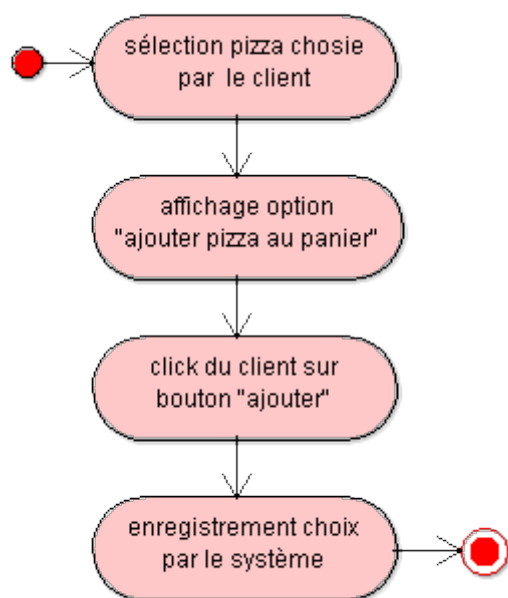 sélection pizza chosie
par le client
affichage option
"ajouter pizza au panier"
click du client sur
bouton "ajouter"
enregistrement choix
par le système